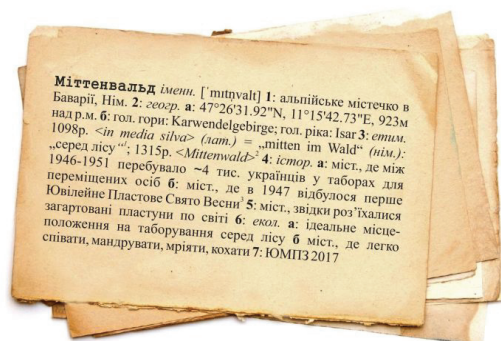 Міттенвальд іменн. [ˈmɪtn̩valt] 1: альпійське містечко в
Баварії, Нім. 2: геогр. а: 47°26'31.92"N, 11°15'42.73"E, 923м
над р.м. б: гол. гори: Karwendelgebirge; гол. ріка: Isar 3: етим.
1098р. <in media silva> (лат.) = „mitten im Wald“ (нім.):
„серед лісу“¹; 1315р. <Mittenwald>² 4: істор. а: міст., де між
1946-1951 перебувало ~4 тис. українців у таборах для
переміщених осіб б: міст., де в 1947 відбулося перше
Ювілейне Пластове Свято Весни³ 5: міст., звідки роз’їхалися
загартовані пластуни по світі 6: екол. а: ідеальне місце-
положення на таборування серед лісу б міст., де легко
співати, мандрувати, мріяти, кохати 7: ЮМПЗ 2017